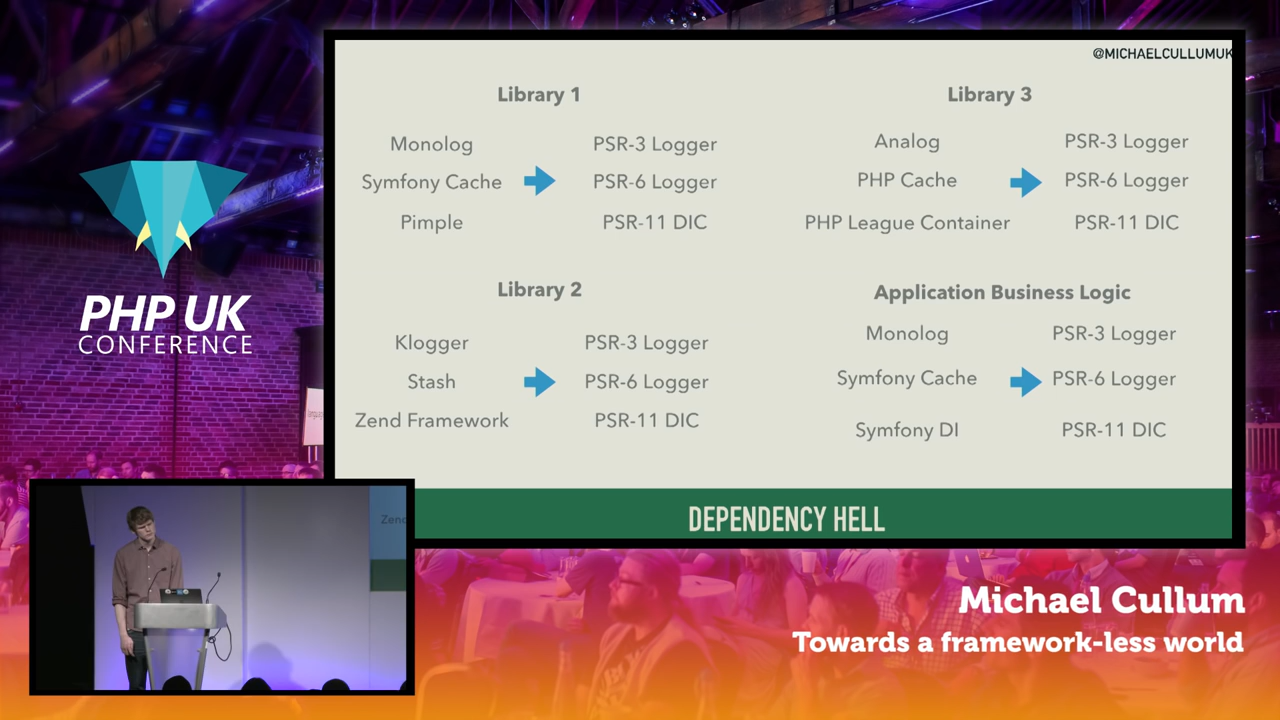 @MICHAELCULLUMUK
Library 1
Monolog PSR-3 Logger
Symfony Cache PSR-6 Logger
Pimple PSR-11 DIC
Library 3
Analog PSR-3 Logger
PHP Cache PSR-6 Logger
PHP League Container PSR-11 DIC
Library 2
Klogger PSR-3 Logger
Stash PSR-6 Logger
Zend Framework PSR-11 DIC
Application Business Logic
Monolog PSR-3 Logger
Symfony Cache PSR-6 Logger
Symfony DI PSR-11 DIC
DEPENDENCY HELL
PHP UK
CONFERENCE
Zend
Michael Cullum
Towards a framework-less world